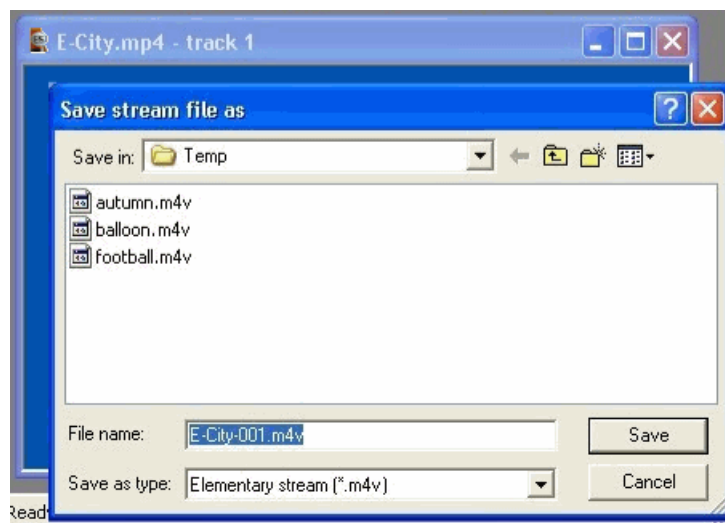 E-City.mp4 - track 1
Save stream file as
Save in: Temp
autumn.m4v
balloon.m4v
football.m4v
File name: E-City-001.m4v Save
Save as type: Elementary stream (*.m4v) Cancel